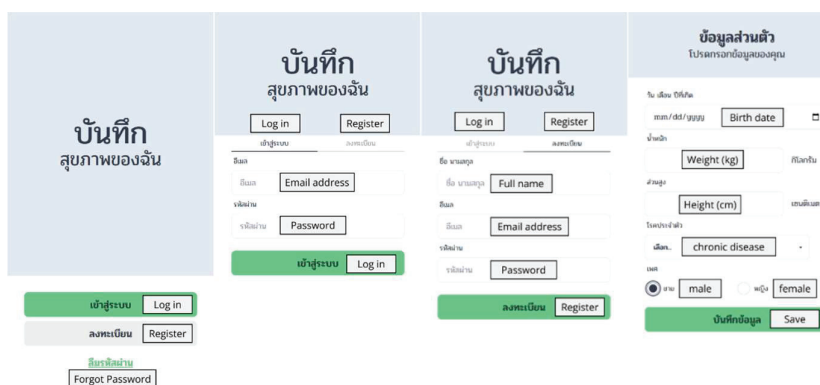 บันทึก
สุขภาพของฉัน
เข้าสู่ระบบ Log in
ลงทะเบียน Register
ลืมรหัสผ่าน
Forgot Password
บันทึก
สุขภาพของฉัน
Log in Register
เข้าสู่ระบบ ลงทะเบียน
อีเมล
อีเมล Email address
รหัสผ่าน
รหัสผ่าน Password
เข้าสู่ระบบ Log in
บันทึก
สุขภาพของฉัน
Log in Register
เข้าสู่ระบบ ลงทะเบียน
ชื่อ นามสกุล
ชื่อ นามสกุล Full name
อีเมล
อีเมล Email address
รหัสผ่าน
รหัสผ่าน Password
ลงทะเบียน Register
ข้อมูลส่วนตัว
โปรดกรอกข้อมูลของคุณ
วัน เดือน ปีที่เกิด
mm/dd/yyyy Birth date
น้ำหนัก
Weight (kg) กิโลกรัม
ส่วนสูง
Height (cm) เซนติเมต
โรคประจำตัว
เลือก.. chronic disease
เพศ
ชาย male หญิง female
บันทึกข้อมูล Save